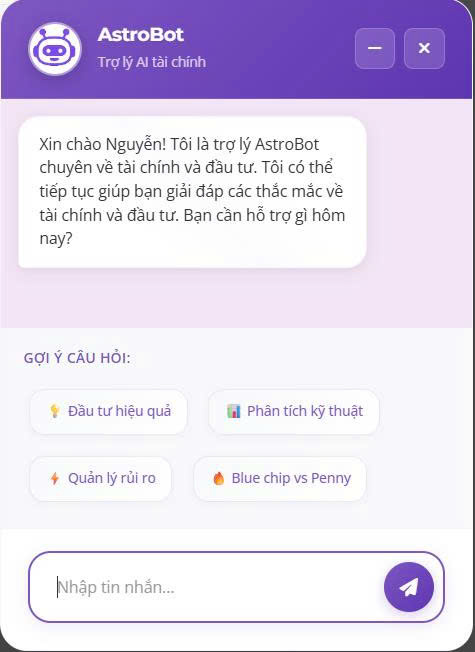 AstroBot
Trợ lý AI tài chính
Xin chào Nguyễn! Tôi là trợ lý AstroBot
chuyên về tài chính và đầu tư. Tôi có thể
tiếp tục giúp bạn giải đáp các thắc mắc về
tài chính và đầu tư. Bạn cần hỗ trợ gì hôm
nay?
GỢI Ý CÂU HỎI:
Đầu tư hiệu quả
Phân tích kỹ thuật
Quản lý rủi ro
Blue chip vs Penny
Nhập tin nhắn...